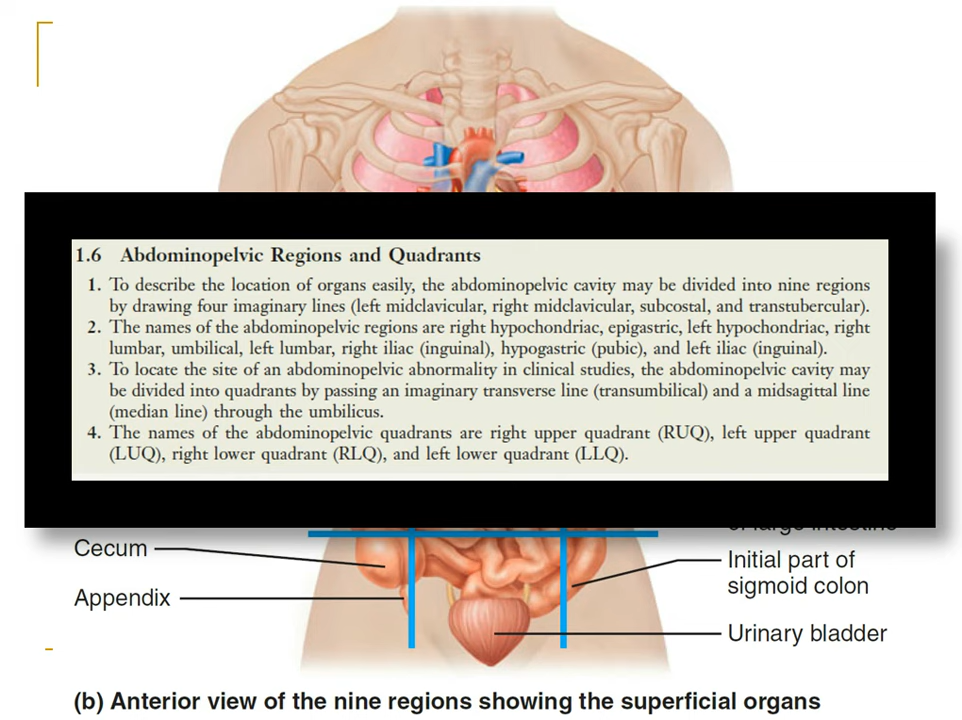 1.6 Abdominopelvic Regions and Quadrants
1. To describe the location of organs easily, the abdominopelvic cavity may be divided into nine regions
by drawing four imaginary lines (left midclavicular, right midclavicular, subcostal, and transtubercular).
2. The names of the abdominopelvic regions are right hypochondriac, epigastric, left hypochondriac, right
lumbar, umbilical, left lumbar, right iliac (inguinal), hypogastric (pubic), and left iliac (inguinal).
3. To locate the site of an abdominopelvic abnormality in clinical studies, the abdominopelvic cavity may
be divided into quadrants by passing an imaginary transverse line (transumbilical) and a midsagittal line
(median line) through the umbilicus.
4. The names of the abdominopelvic quadrants are right upper quadrant (RUQ), left upper quadrant
(LUQ), right lower quadrant (RLQ), and left lower quadrant (LLQ).
Cecum
Appendix
Initial part of
sigmoid colon
Urinary bladder
(b) Anterior view of the nine regions showing the superficial organs